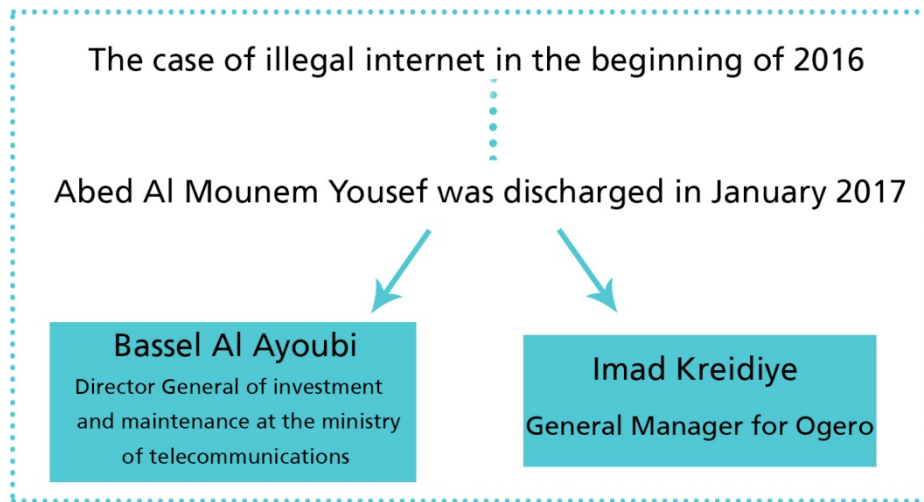 The case of illegal internet in the beginning of 2016
Abed Al Mounem Yousef was discharged in January 2017
Bassel Al Ayoubi
Director General of investment
and maintenance at the ministry
of telecommunications
Imad Kreidiye
General Manager for Ogero